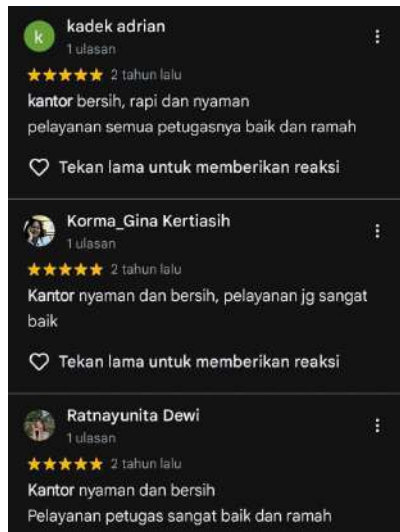 k
kadek adrian
1 ulasan
2 tahun lalu
kantor bersih, rapi dan nyaman
pelayanan semua petugasnya baik dan ramah
Tekan lama untuk memberikan reaksi
Korma_Gina Kertiasih
1 ulasan
2 tahun lalu
Kantor nyaman dan bersih, pelayanan jg sangat
baik
Tekan lama untuk memberikan reaksi
Ratnayunita Dewi
1 ulasan
2 tahun lalu
Kantor nyaman dan bersih
Pelayanan petugas sangat baik dan ramah